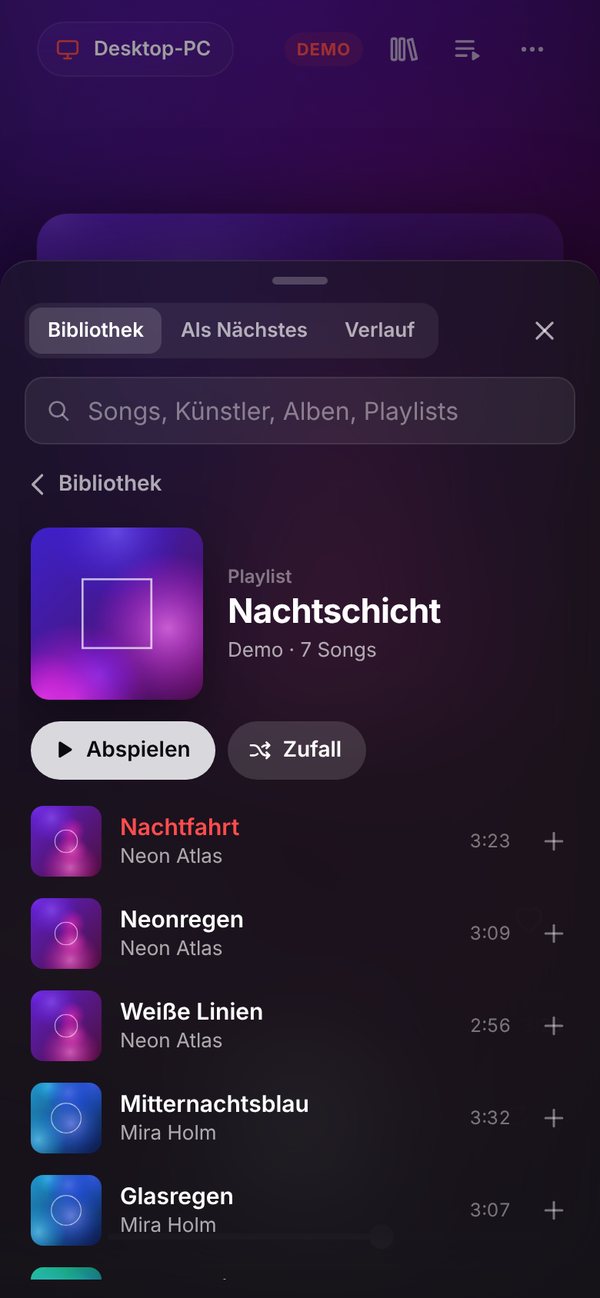 Desktop-PC DEMO
Bibliothek Als Nächstes Verlauf
Songs, Künstler, Alben, Playlists
Bibliothek
Playlist
Nachtschicht
Demo · 7 Songs
Abspielen Zufall
Nachtfahrt
Neon Atlas
3:23
Neonregen
Neon Atlas
3:09
Weiße Linien
Neon Atlas
2:56
Mitternachtsblau
Mira Holm
3:32
Glasregen
Mira Holm
3:07